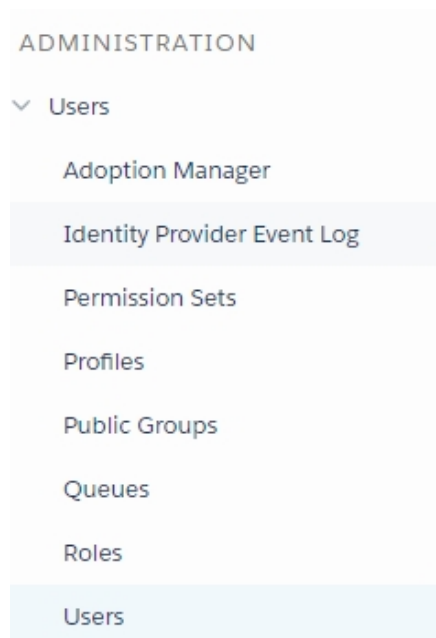 ADMINISTRATION
Users
Adoption Manager
Identity Provider Event Log
Permission Sets
Profiles
Public Groups
Queues
Roles
Users